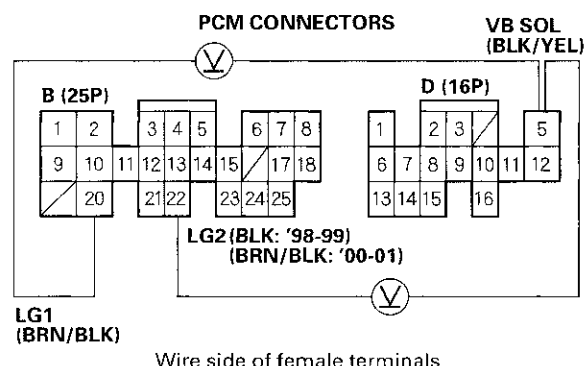 PCM CONNECTORS
VB SOL
(BLK/YEL)
V
B (25P)
D (16P)
1 2 3 4 5 6 7 8
9 10 11 12 13 14 15 17 18
20 21 22 23 24 25
1 2 3 5
6 7 8 9 10 11 12
13 14 15 16
LG2 (BLK: '98-99)
(BRN/BLK: '00-01)
V
LG1
(BRN/BLK)
Wire side of female terminals